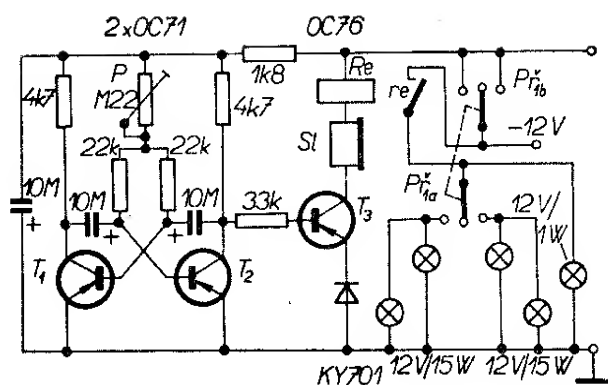 2xOC71
OC76
P
M22
1k8
Re
re
Př1b
4k7
4k7
Sl
-12V
22k
22k
Př1a
10M
10M
10M
33k
T3
12V/
1W
+
+
+
T1
T2
12V/15W
12V/15W
KY701